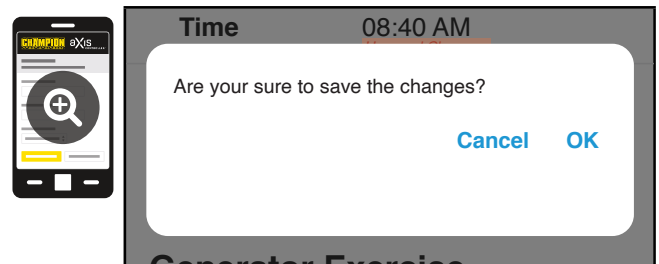 CHAMPION aXis
Time 08:40 AM
Are your sure to save the changes?
Cancel OK
Generator Exercise